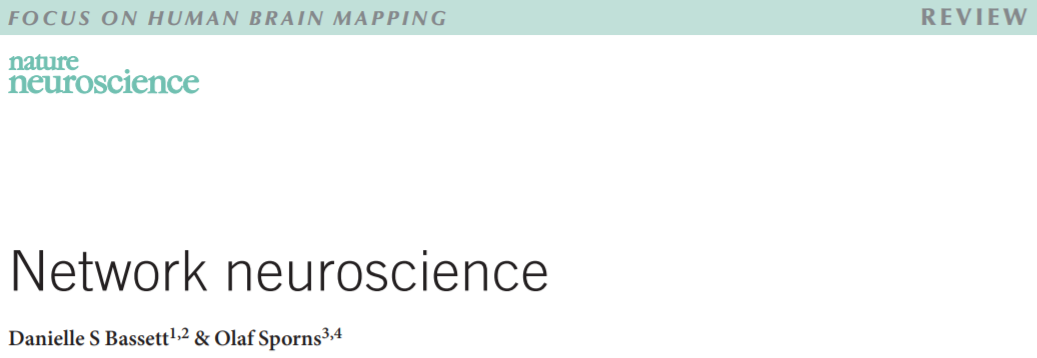 FOCUS ON HUMAN BRAIN MAPPING REVIEW
nature
neuroscience
Network neuroscience
Danielle S Bassett1,2 & Olaf Sporns3,4